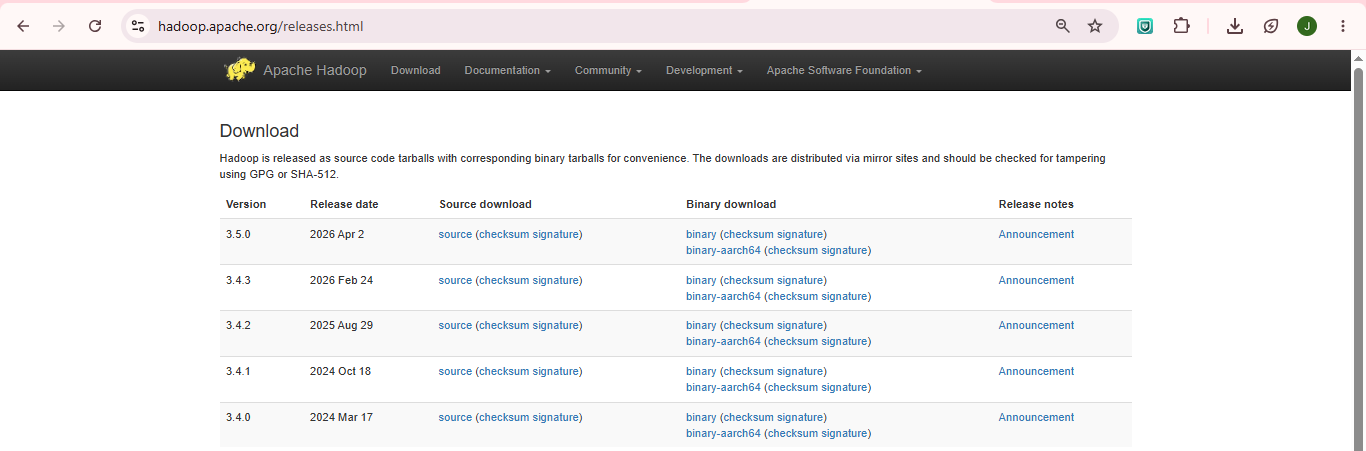 hadoop.apache.org/releases.html
J
Apache Hadoop Download Documentation Community Development Apache Software Foundation
Download
Hadoop is released as source code tarballs with corresponding binary tarballs for convenience. The downloads are distributed via mirror sites and should be checked for tampering
using GPG or SHA-512.
Version Release date Source download Binary download Release notes
3.5.0 2026 Apr 2 source (checksum signature) binary (checksum signature) Announcement
binary-aarch64 (checksum signature)
3.4.3 2026 Feb 24 source (checksum signature) binary (checksum signature) Announcement
binary-aarch64 (checksum signature)
3.4.2 2025 Aug 29 source (checksum signature) binary (checksum signature) Announcement
binary-aarch64 (checksum signature)
3.4.1 2024 Oct 18 source (checksum signature) binary (checksum signature) Announcement
binary-aarch64 (checksum signature)
3.4.0 2024 Mar 17 source (checksum signature) binary (checksum signature) Announcement
binary-aarch64 (checksum signature)